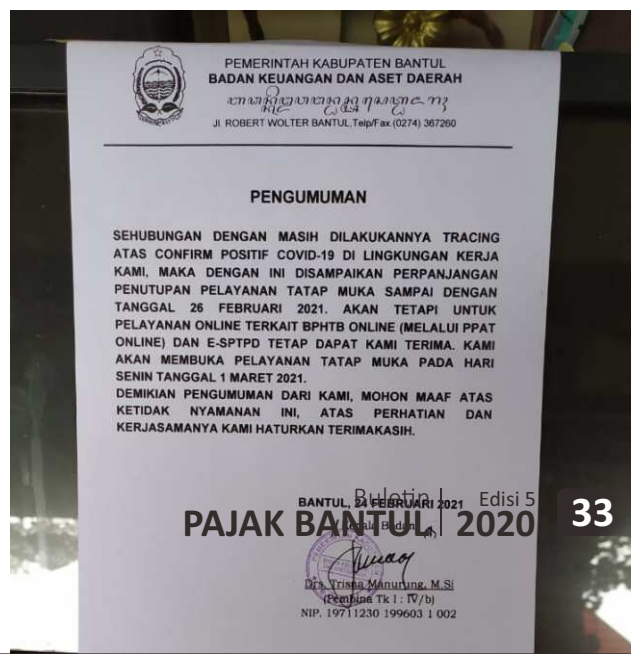 PEMERINTAH KABUPATEN BANTUL
BADAN KEUANGAN DAN ASET DAERAH
Jl. ROBERT WOLTER BANTUL,Telp/Fax (0274) 367260
PENGUMUMAN
SEHUBUNGAN DENGAN MASIH DILAKUKANNYA TRACING
ATAS CONFIRM POSITIF COVID-19 DI LINGKUNGAN KERJA
KAMI, MAKA DENGAN INI DISAMPAIKAN PERPANJANGAN
PENUTUPAN PELAYANAN TATAP MUKA SAMPAI DENGAN
TANGGAL 26 FEBRUARI 2021. AKAN TETAPI UNTUK
PELAYANAN ONLINE TERKAIT BPHTB ONLINE (MELALUI PPAT
ONLINE) DAN E-SPTPD TETAP DAPAT KAMI TERIMA. KAMI
AKAN MEMBUKA PELAYANAN TATAP MUKA PADA HARI
SENIN TANGGAL 1 MARET 2021.
DEMIKIAN PENGUMUMAN DARI KAMI, MOHON MAAF ATAS
KETIDAK NYAMANAN INI, ATAS PERHATIAN DAN
KERJASAMANYA KAMI HATURKAN TERIMAKASIH.
BANTUL, 24 FEBRUARI 2021
Kepala Badan
Buletin Edisi 5
PAJAK BANTUL 2020 33
Drs. Trisna Manurung, M.Si
(Pembina Tk I : IV/b)
NIP. 19711230 199603 1 002